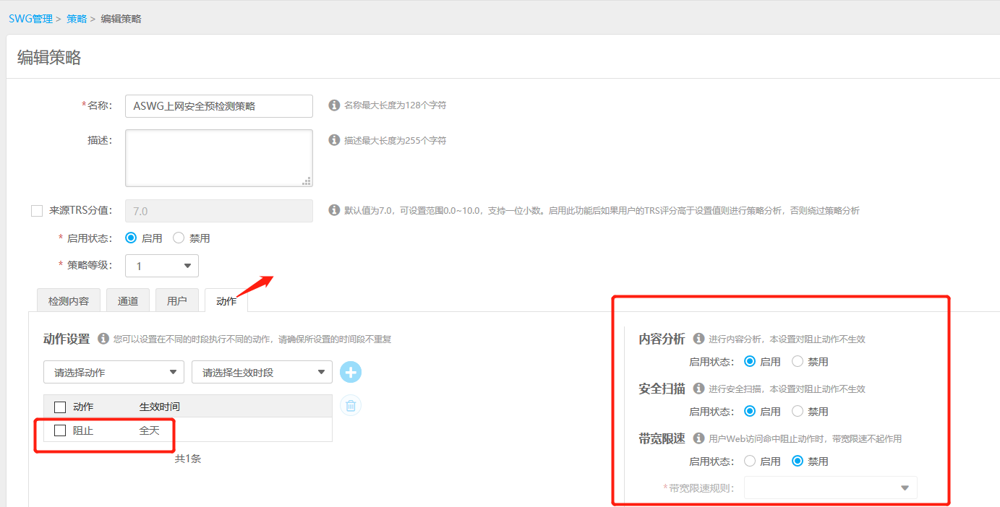 SWG管理 > 策略 > 编辑策略
编辑策略
*名称: ASWG上网安全预检测策略 名称最大长度为128个字符
描述: 描述最大长度为255个字符
来源TRS分值: 7.0 默认值为7.0，可设置范围0.0~10.0，支持一位小数。启用此功能后如果用户的TRS评分高于设置值则进行策略分析，否则绕过策略分析
* 启用状态: 启用 禁用
* 策略等级: 1
检测内容 通道 用户 动作
动作设置 您可以设置在不同的时段执行不同的动作，请确保所设置的时间段不重复
请选择动作 请选择生效时段
动作 生效时间
阻止 全天
共1条
内容分析 进行内容分析，本设置对阻止动作不生效
启用状态: 启用 禁用
安全扫描 进行安全扫描，本设置对阻止动作不生效
启用状态: 启用 禁用
带宽限速 用户Web访问命中阻止动作时，带宽限速不起作用
启用状态: 启用 禁用
*带宽限速规则: